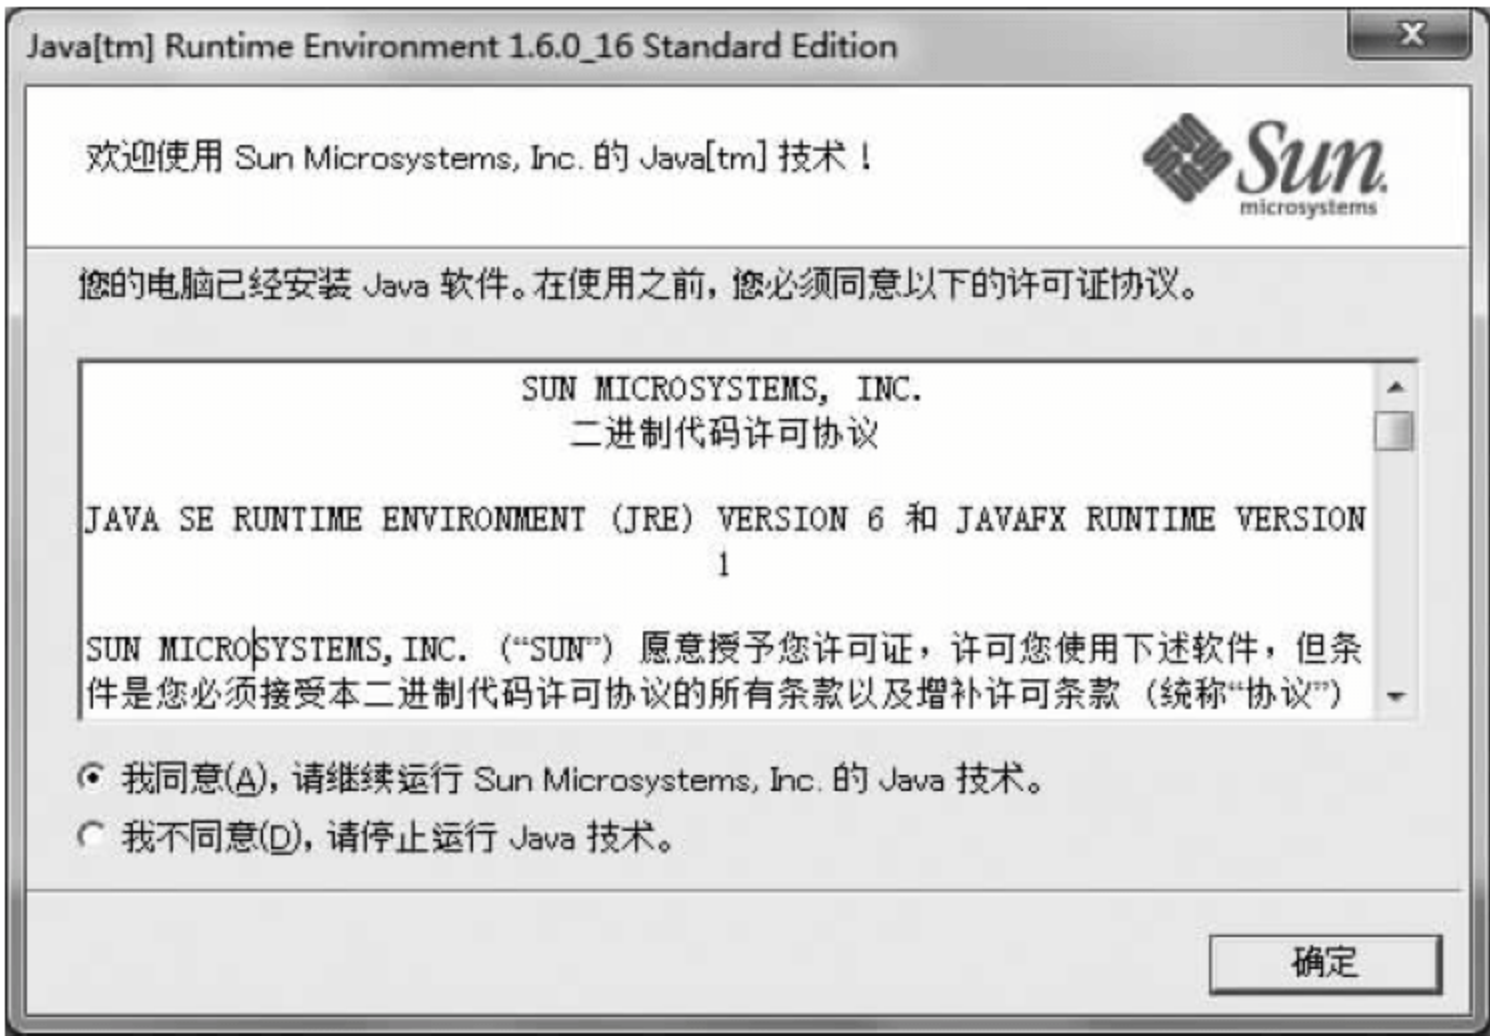 Java[tm] Runtime Environment 1.6.0_16 Standard Edition
欢迎使用 Sun Microsystems, Inc. 的 Java[tm] 技术！
Sun.
microsystems
您的电脑已经安装 Java 软件。在使用之前，您必须同意以下的许可证协议。
SUN MICROSYSTEMS, INC.
二进制代码许可协议
JAVA SE RUNTIME ENVIRONMENT (JRE) VERSION 6 和 JAVAFX RUNTIME VERSION
1
SUN MICROSYSTEMS,INC. （“SUN”）愿意授予您许可证，许可您使用下述软件，但条
件是您必须接受本二进制代码许可协议的所有条款以及增补许可条款（统称“协议”）
我同意(A)，请继续运行 Sun Microsystems, Inc. 的 Java 技术。
我不同意(D)，请停止运行 Java 技术。
确定